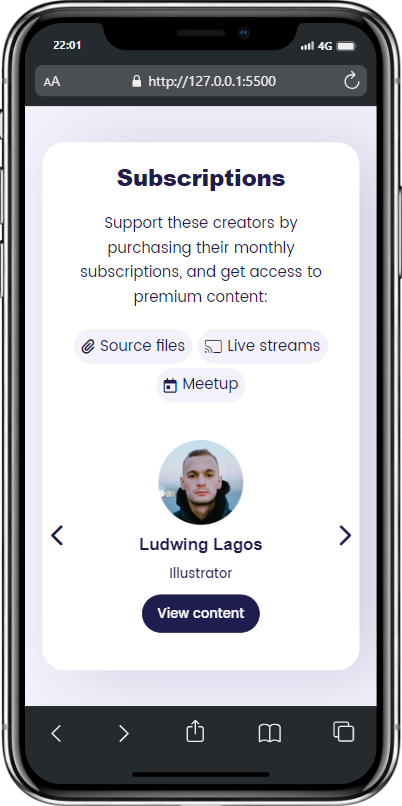 22:01 4G
AA http://127.0.0.1:5500
Subscriptions
Support these creators by
purchasing their monthly
subscriptions, and get access to
premium content:
Source files Live streams
Meetup
Ludwing Lagos
Illustrator
View content